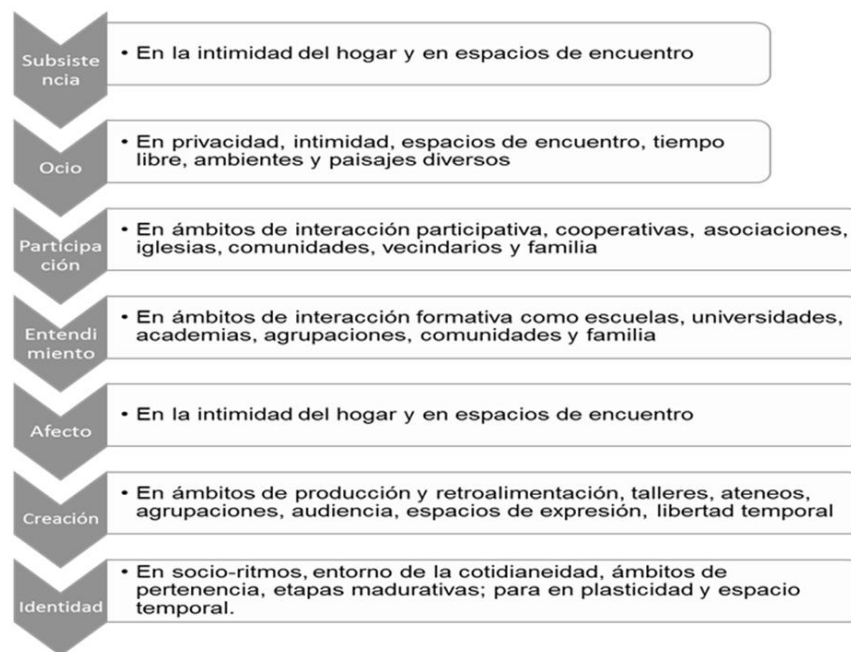 Subsiste
ncia
• En la intimidad del hogar y en espacios de encuentro
Ocio
• En privacidad, intimidad, espacios de encuentro, tiempo
libre, ambientes y paisajes diversos
Participa
ción
• En ámbitos de interacción participativa, cooperativas, asociaciones,
iglesias, comunidades, vecindarios y familia
Entendi
miento
• En ámbitos de interacción formativa como escuelas, universidades,
academias, agrupaciones, comunidades y familia
Afecto
• En la intimidad del hogar y en espacios de encuentro
Creación
• En ámbitos de producción y retroalimentación, talleres, ateneos,
agrupaciones, audiencia, espacios de expresión, libertad temporal
Identidad
• En socio-ritmos, entorno de la cotidianeidad, ámbitos de
pertenencia, etapas madurativas; para en plasticidad y espacio
temporal.